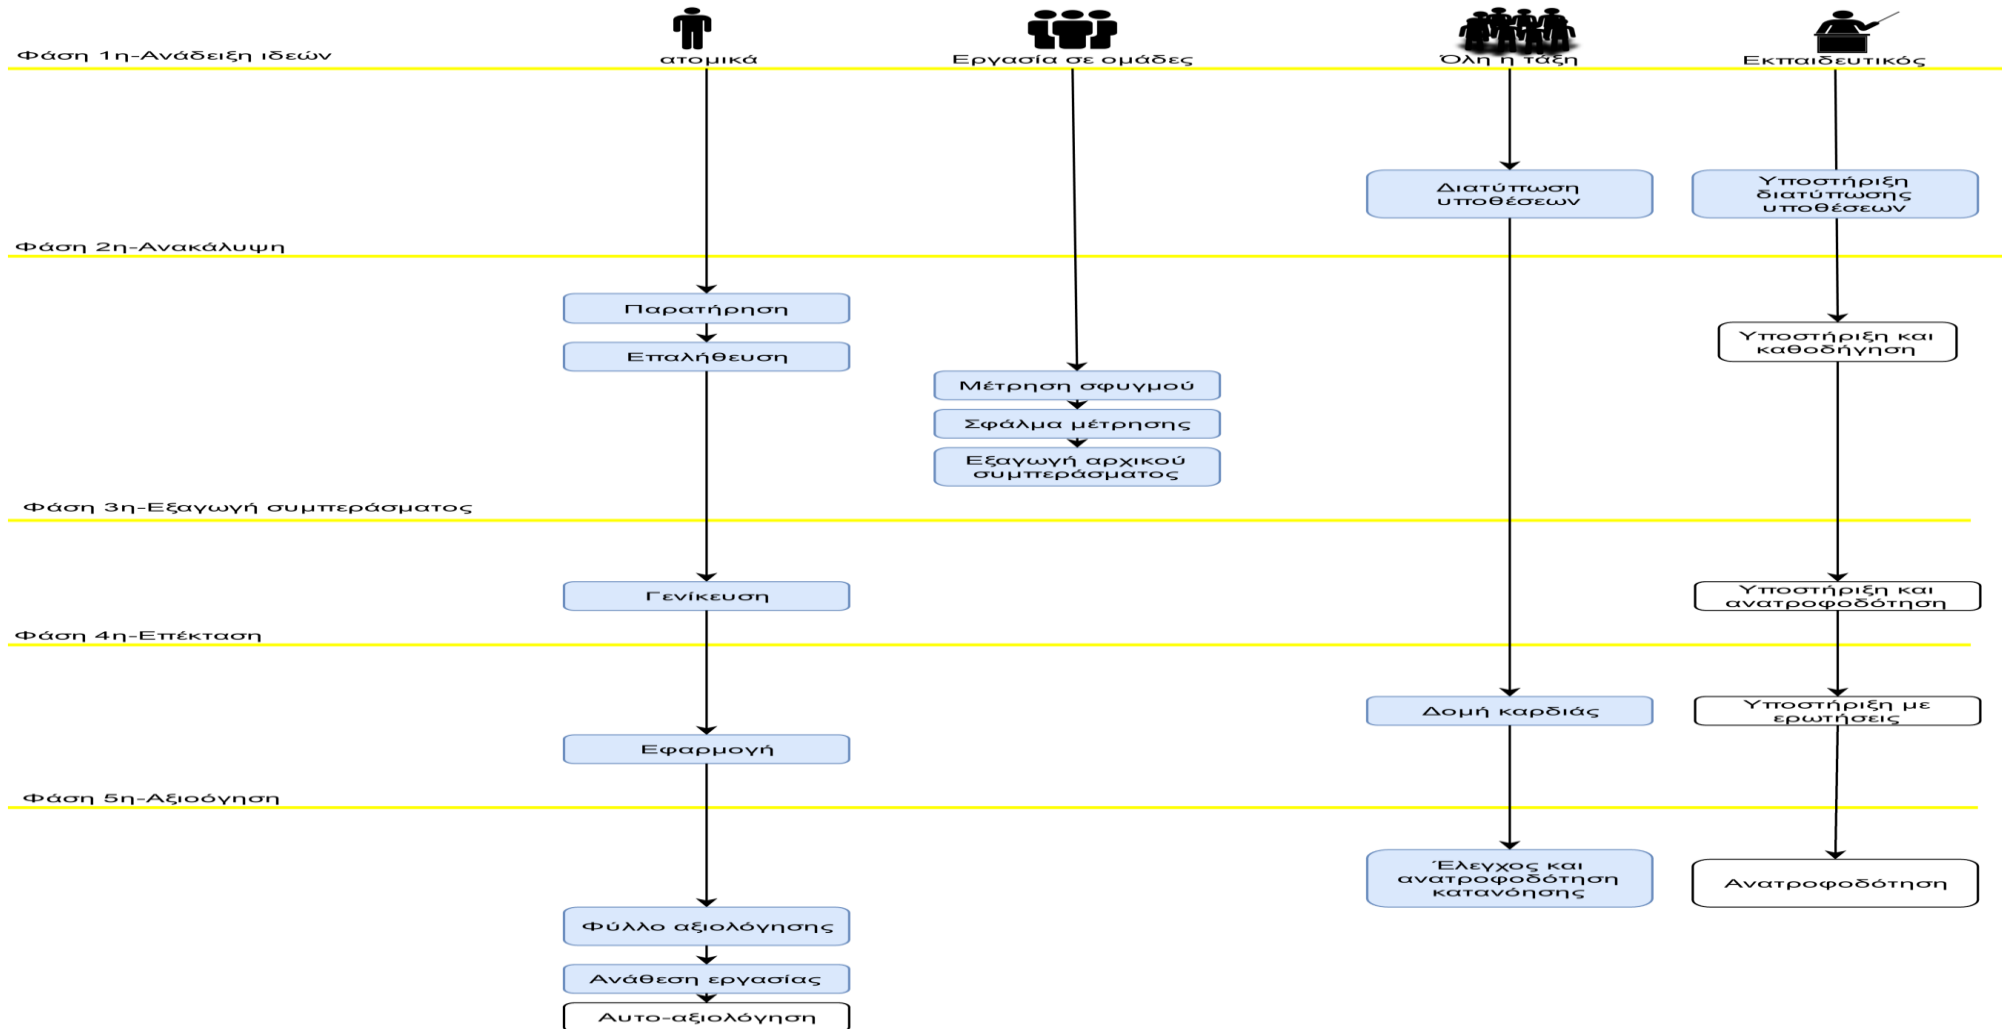 Φάση 1η-Ανάδειξη ιδεών
ατομικά
Εργασία σε ομάδες
Όλη η τάξη
Εκπαιδευτικός
Διατύπωση
υποθέσεων
Υποστήριξη
διατύπωσης
υποθέσεων
Φάση 2η-Ανακάλυψη
Παρατήρηση
Επαλήθευση
Μέτρηση σφυγμού
Σφάλμα μέτρησης
Εξαγωγή αρχικού
συμπεράσματος
Υποστήριξη και
καθοδήγηση
Φάση 3η-Εξαγωγή συμπεράσματος
Γενίκευση
Υποστήριξη και
ανατροφοδότηση
Φάση 4η-Επέκταση
Εφαρμογή
Δομή καρδιάς
Υποστήριξη με
ερωτήσεις
Φάση 5η-Αξιοόγηση
Φύλλο αξιολόγησης
Ανάθεση εργασίας
Αυτο-αξιολόγηση
Έλεγχος και
ανατροφοδότηση
κατανόησης
Ανατροφοδότηση